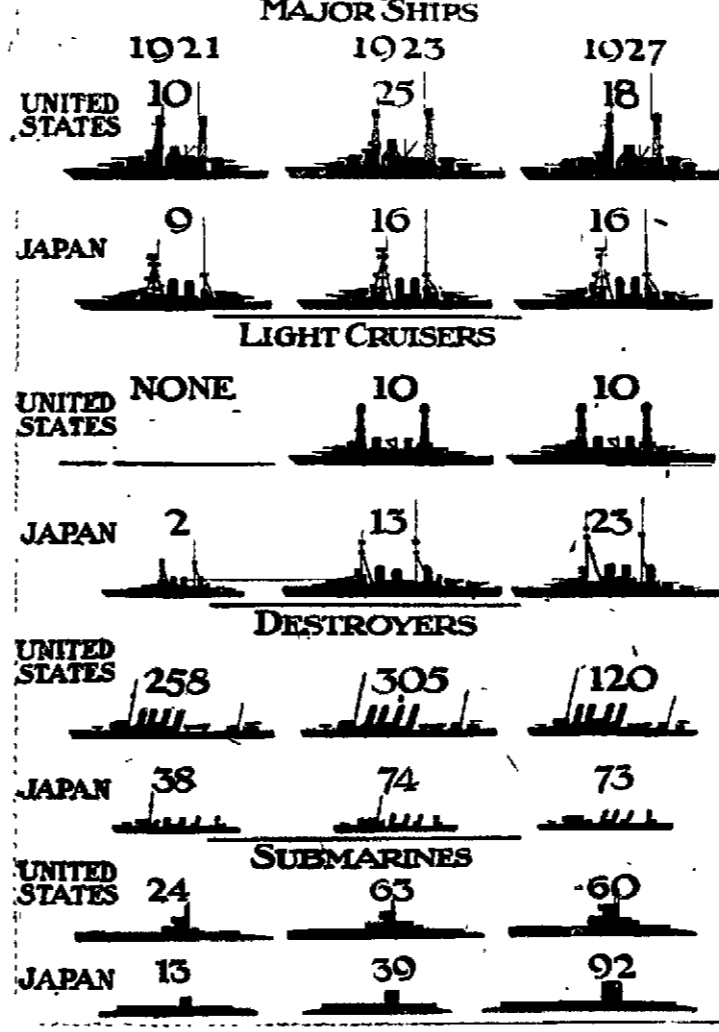 MAJOR SHIPS
1921 1923 1927
UNITED STATES 10 25 18
JAPAN 9 16 16
LIGHT CRUISERS
UNITED STATES NONE 10 10
JAPAN 2 13 23
DESTROYERS
UNITED STATES 258 305 120
JAPAN 38 74 73
SUBMARINES
UNITED STATES 24 63 60
JAPAN 13 39 92